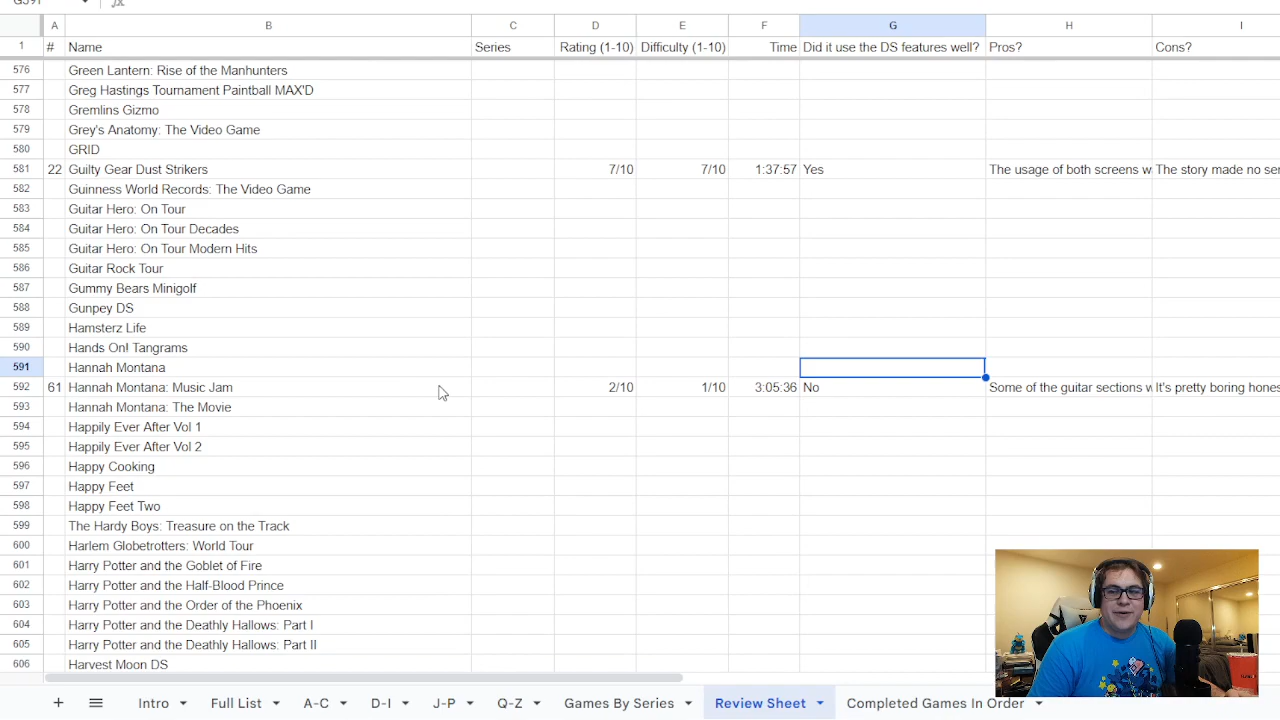 G591 fx
A B C D E F G H I
1 # Name Series Rating (1-10) Difficulty (1-10) Time Did it use the DS features well? Pros? Cons?
576 Green Lantern: Rise of the Manhunters
577 Greg Hastings Tournament Paintball MAX'D
578 Gremlins Gizmo
579 Grey's Anatomy: The Video Game
580 GRID
581 22 Guilty Gear Dust Strikers 7/10 7/10 1:37:57 Yes The usage of both screens w The story made no sen
582 Guinness World Records: The Video Game
583 Guitar Hero: On Tour
584 Guitar Hero: On Tour Decades
585 Guitar Hero: On Tour Modern Hits
586 Guitar Rock Tour
587 Gummy Bears Minigolf
588 Gunpey DS
589 Hamsterz Life
590 Hands On! Tangrams
591 Hannah Montana
592 61 Hannah Montana: Music Jam 2/10 1/10 3:05:36 No Some of the guitar sections w It's pretty boring hones
593 Hannah Montana: The Movie
594 Happily Ever After Vol 1
595 Happily Ever After Vol 2
596 Happy Cooking
597 Happy Feet
598 Happy Feet Two
599 The Hardy Boys: Treasure on the Track
600 Harlem Globetrotters: World Tour
601 Harry Potter and the Goblet of Fire
602 Harry Potter and the Half-Blood Prince
603 Harry Potter and the Order of the Phoenix
604 Harry Potter and the Deathly Hallows: Part I
605 Harry Potter and the Deathly Hallows: Part II
606 Harvest Moon DS
+ Intro Full List A-C D-I J-P Q-Z Games By Series Review Sheet Completed Games In Order